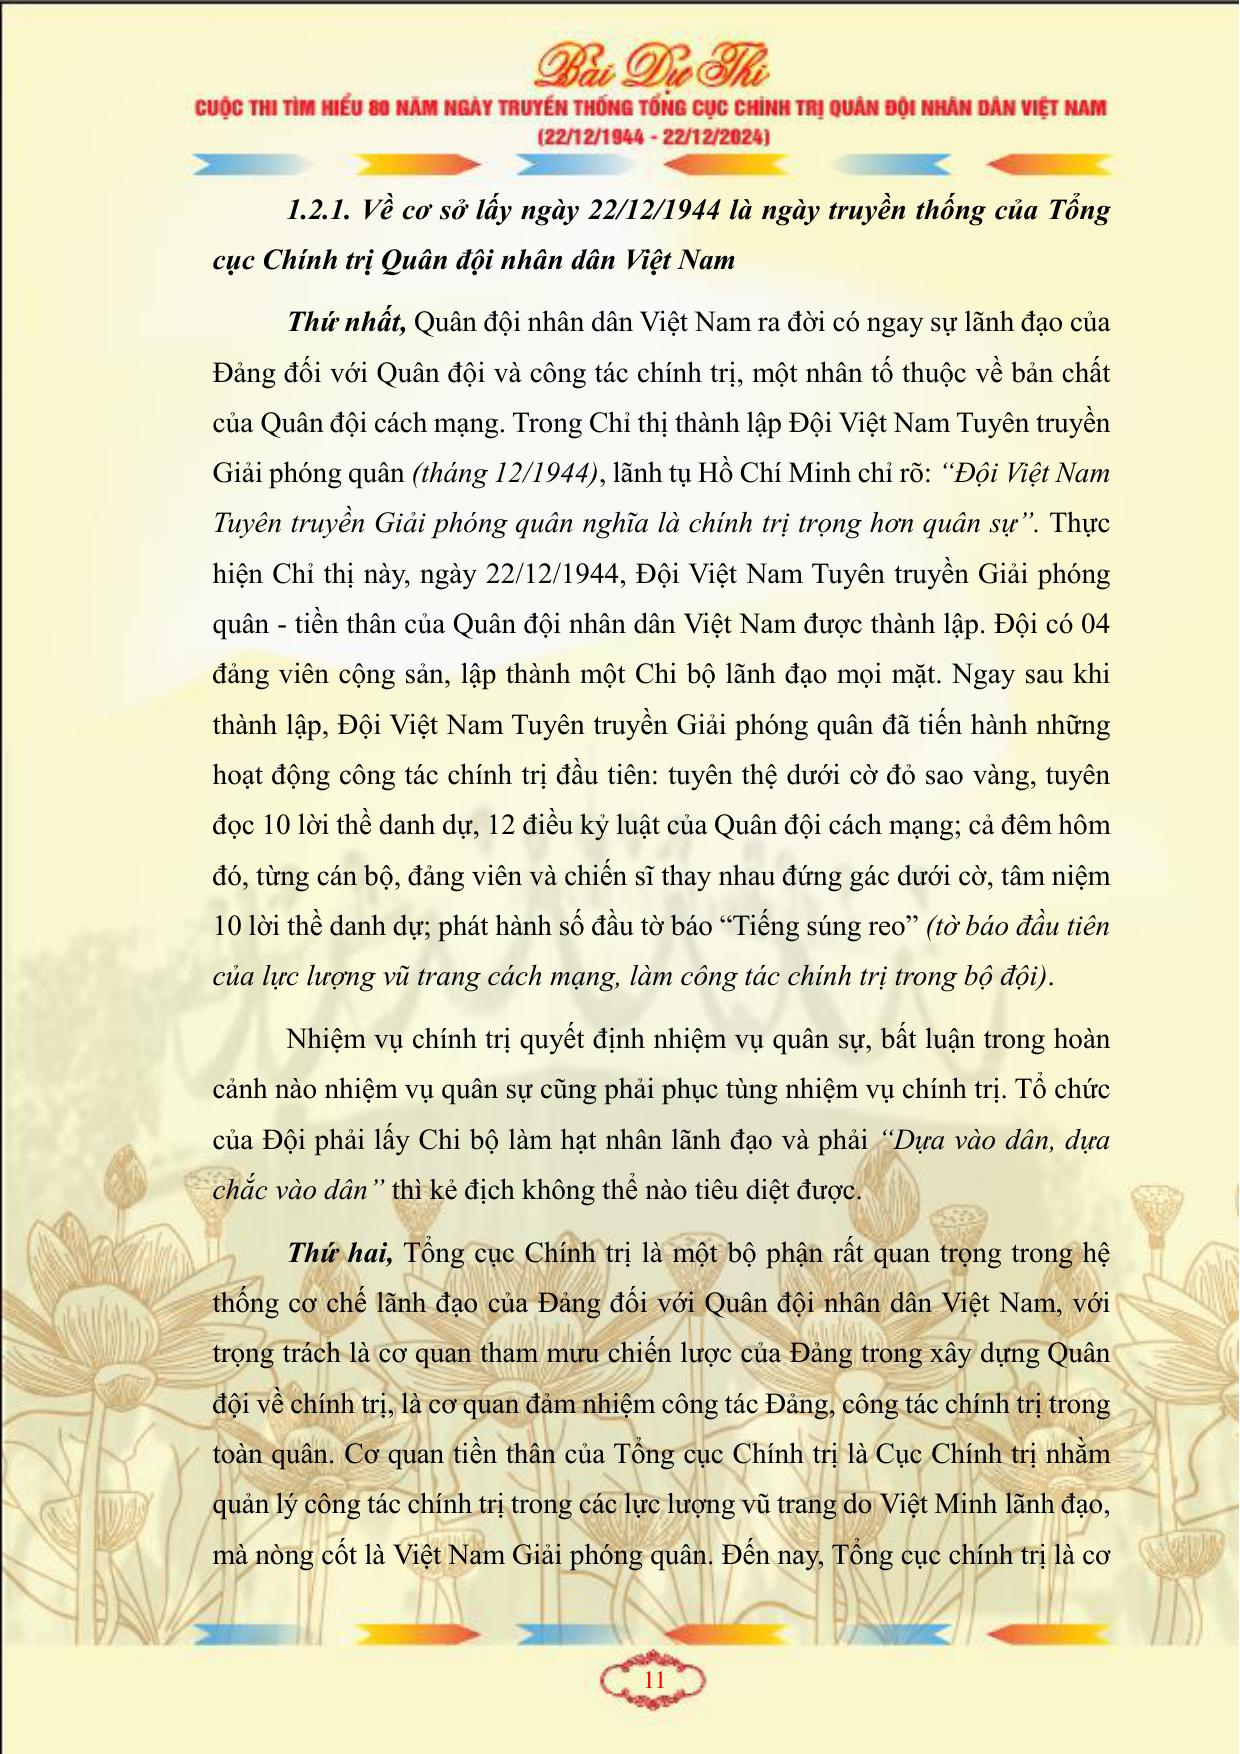 Bài Dự Thi
CUỘC THI TÌM HIỂU 80 NĂM NGÀY TRUYỀN THỐNG TỔNG CỤC CHÍNH TRỊ QUÂN ĐỘI NHÂN DÂN VIỆT NAM
(22/12/1944 - 22/12/2024)
1.2.1. Về cơ sở lấy ngày 22/12/1944 là ngày truyền thống của Tổng
cục Chính trị Quân đội nhân dân Việt Nam
Thứ nhất, Quân đội nhân dân Việt Nam ra đời có ngay sự lãnh đạo của
Đảng đối với Quân đội và công tác chính trị, một nhân tố thuộc về bản chất
của Quân đội cách mạng. Trong Chỉ thị thành lập Đội Việt Nam Tuyên truyền
Giải phóng quân (tháng 12/1944), lãnh tụ Hồ Chí Minh chỉ rõ: “Đội Việt Nam
Tuyên truyền Giải phóng quân nghĩa là chính trị trọng hơn quân sự”. Thực
hiện Chỉ thị này, ngày 22/12/1944, Đội Việt Nam Tuyên truyền Giải phóng
quân - tiền thân của Quân đội nhân dân Việt Nam được thành lập. Đội có 04
đảng viên cộng sản, lập thành một Chi bộ lãnh đạo mọi mặt. Ngay sau khi
thành lập, Đội Việt Nam Tuyên truyền Giải phóng quân đã tiến hành những
hoạt động công tác chính trị đầu tiên: tuyên thệ dưới cờ đỏ sao vàng, tuyên
đọc 10 lời thề danh dự, 12 điều kỷ luật của Quân đội cách mạng; cả đêm hôm
đó, từng cán bộ, đảng viên và chiến sĩ thay nhau đứng gác dưới cờ, tâm niệm
10 lời thề danh dự; phát hành số đầu tờ báo “Tiếng súng reo” (tờ báo đầu tiên
của lực lượng vũ trang cách mạng, làm công tác chính trị trong bộ đội).
Nhiệm vụ chính trị quyết định nhiệm vụ quân sự, bất luận trong hoàn
cảnh nào nhiệm vụ quân sự cũng phải phục tùng nhiệm vụ chính trị. Tổ chức
của Đội phải lấy Chi bộ làm hạt nhân lãnh đạo và phải “Dựa vào dân, dựa
chắc vào dân” thì kẻ địch không thể nào tiêu diệt được.
Thứ hai, Tổng cục Chính trị là một bộ phận rất quan trọng trong hệ
thống cơ chế lãnh đạo của Đảng đối với Quân đội nhân dân Việt Nam, với
trọng trách là cơ quan tham mưu chiến lược của Đảng trong xây dựng Quân
đội về chính trị, là cơ quan đảm nhiệm công tác Đảng, công tác chính trị trong
toàn quân. Cơ quan tiền thân của Tổng cục Chính trị là Cục Chính trị nhằm
quản lý công tác chính trị trong các lực lượng vũ trang do Việt Minh lãnh đạo,
mà nòng cốt là Việt Nam Giải phóng quân. Đến nay, Tổng cục chính trị là cơ
11